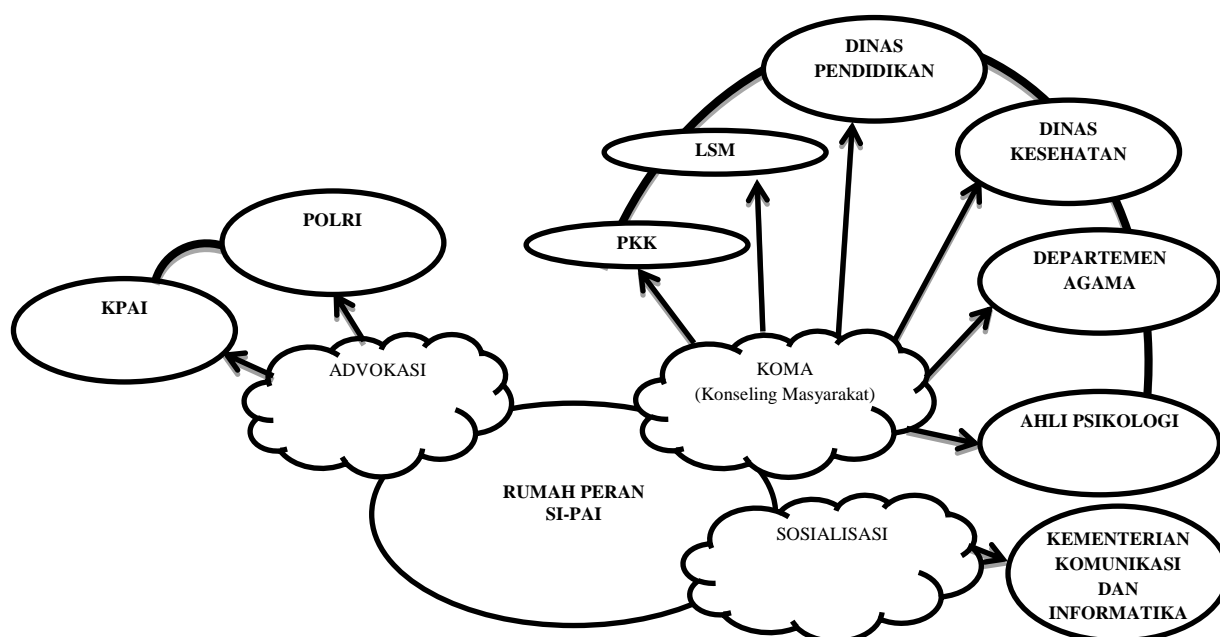 DINAS
PENDIDIKAN
LSM
DINAS
KESEHATAN
PKK
POLRI
DEPARTEMEN
AGAMA
KPAI
ADVOKASI
KOMA
(Konseling Masyarakat)
AHLI PSIKOLOGI
RUMAH PERAN
SI-PAI
SOSIALISASI
KEMENTERIAN
KOMUNIKASI
DAN
INFORMATIKA